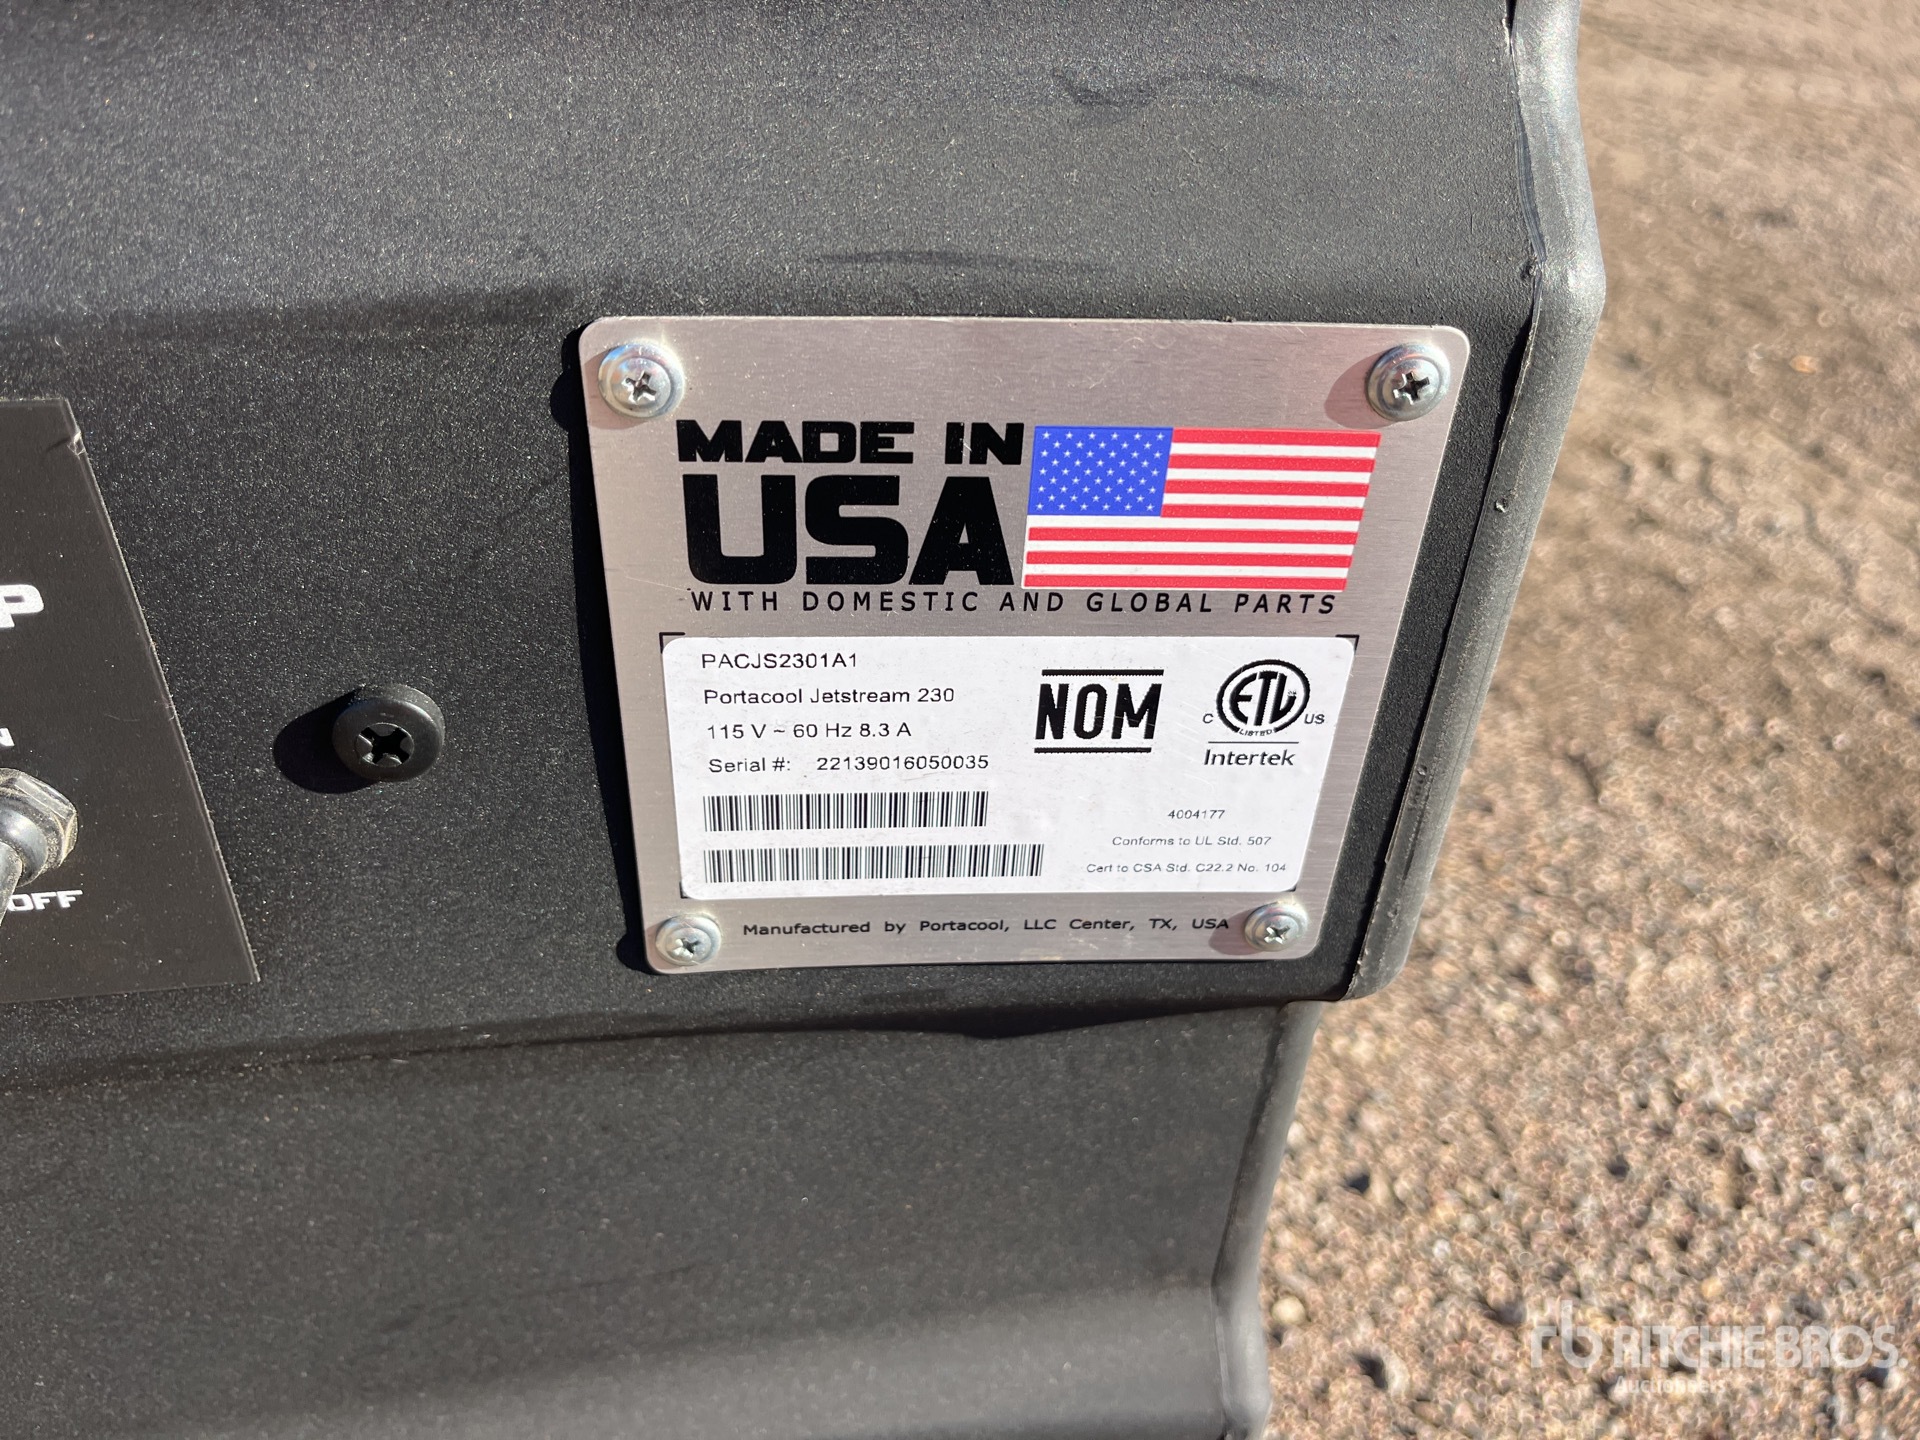 MADE IN
USA
WITH DOMESTIC AND GLOBAL PARTS
PACJS2301A1
Portacool Jetstream 230
115 V ~ 60 Hz 8.3 A
Serial #: 22139016050035
NOM
C ETL US
LISTED
Intertek
4004177
Conforms to UL Std. 507
Cert to CSA Std. C22.2 No. 104
Manufactured by Portacool, LLC Center, TX, USA
P
N
OFF
rb RITCHIE BROS.
Auctioneers